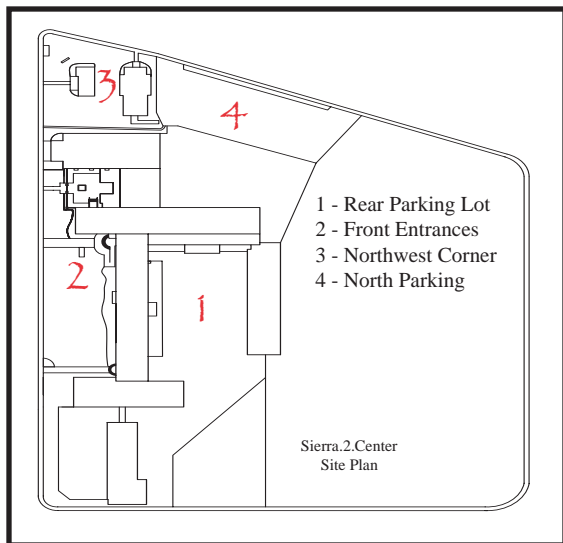 3
4
1 - Rear Parking Lot
2 - Front Entrances
3 - Northwest Corner
4 - North Parking
2
1
Sierra.2.Center
Site Plan